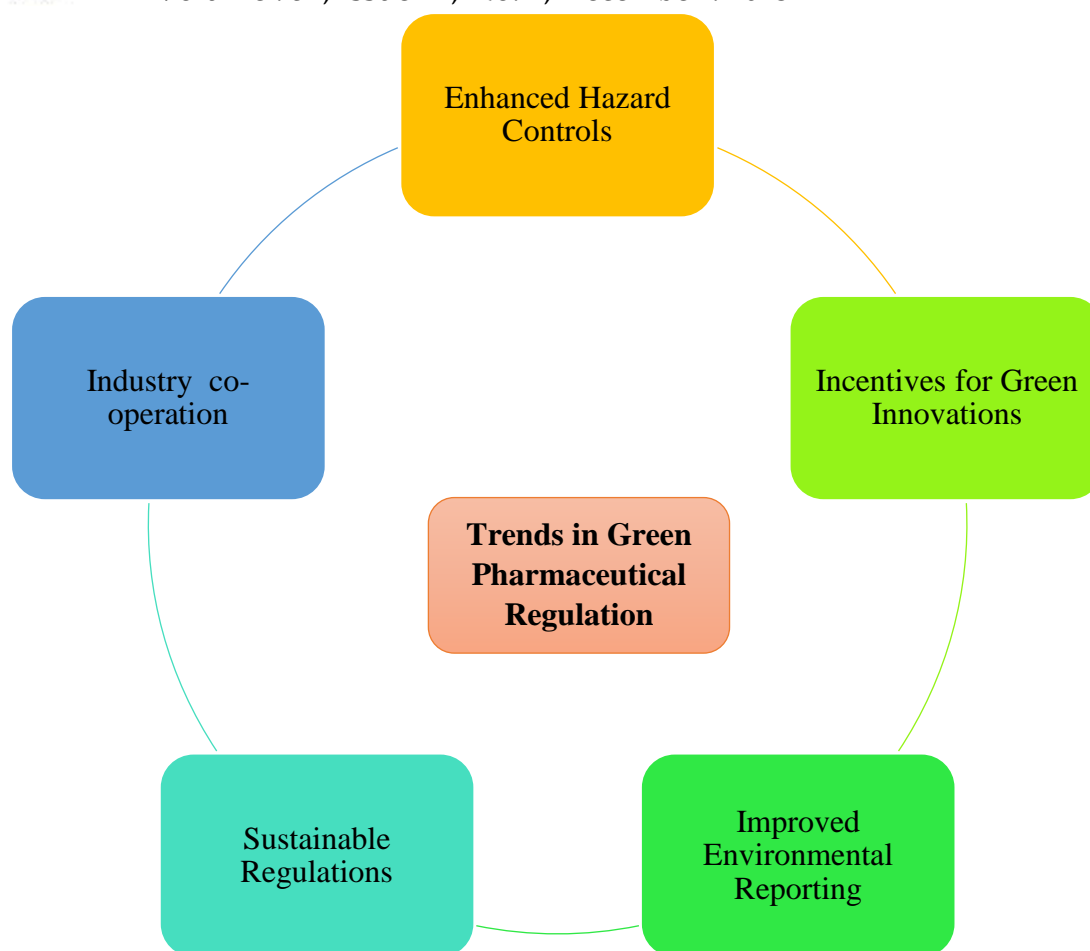 Enhanced Hazard
Controls
Industry co-
operation
Incentives for Green
Innovations
Trends in Green
Pharmaceutical
Regulation
Sustainable
Regulations
Improved
Environmental
Reporting